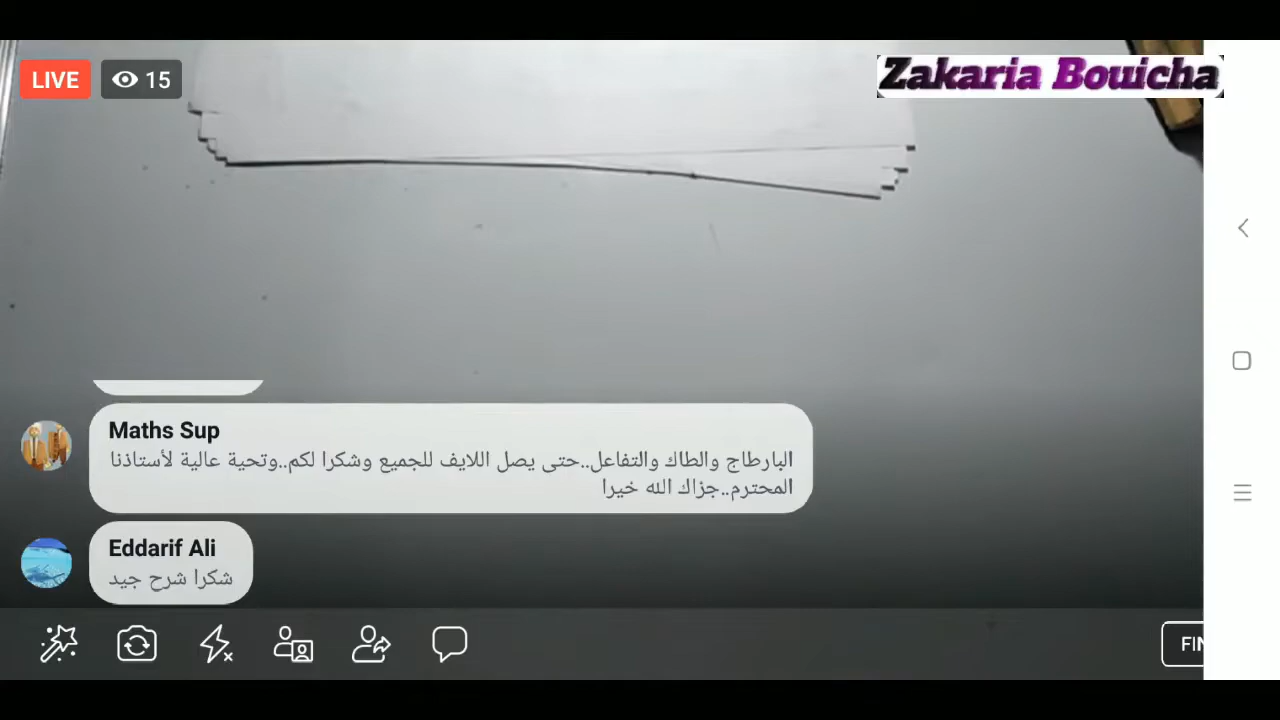 LIVE
15
Zakaria Bouicha
Maths Sup
البارطاج والطاك والتفاعل..حتى يصل اللايف للجميع وشكرا لكم..وتحية عالية لأستاذنا
المحترم..جزاك الله خيرا
Eddarif Ali
شكرا شرح جيد
FIN